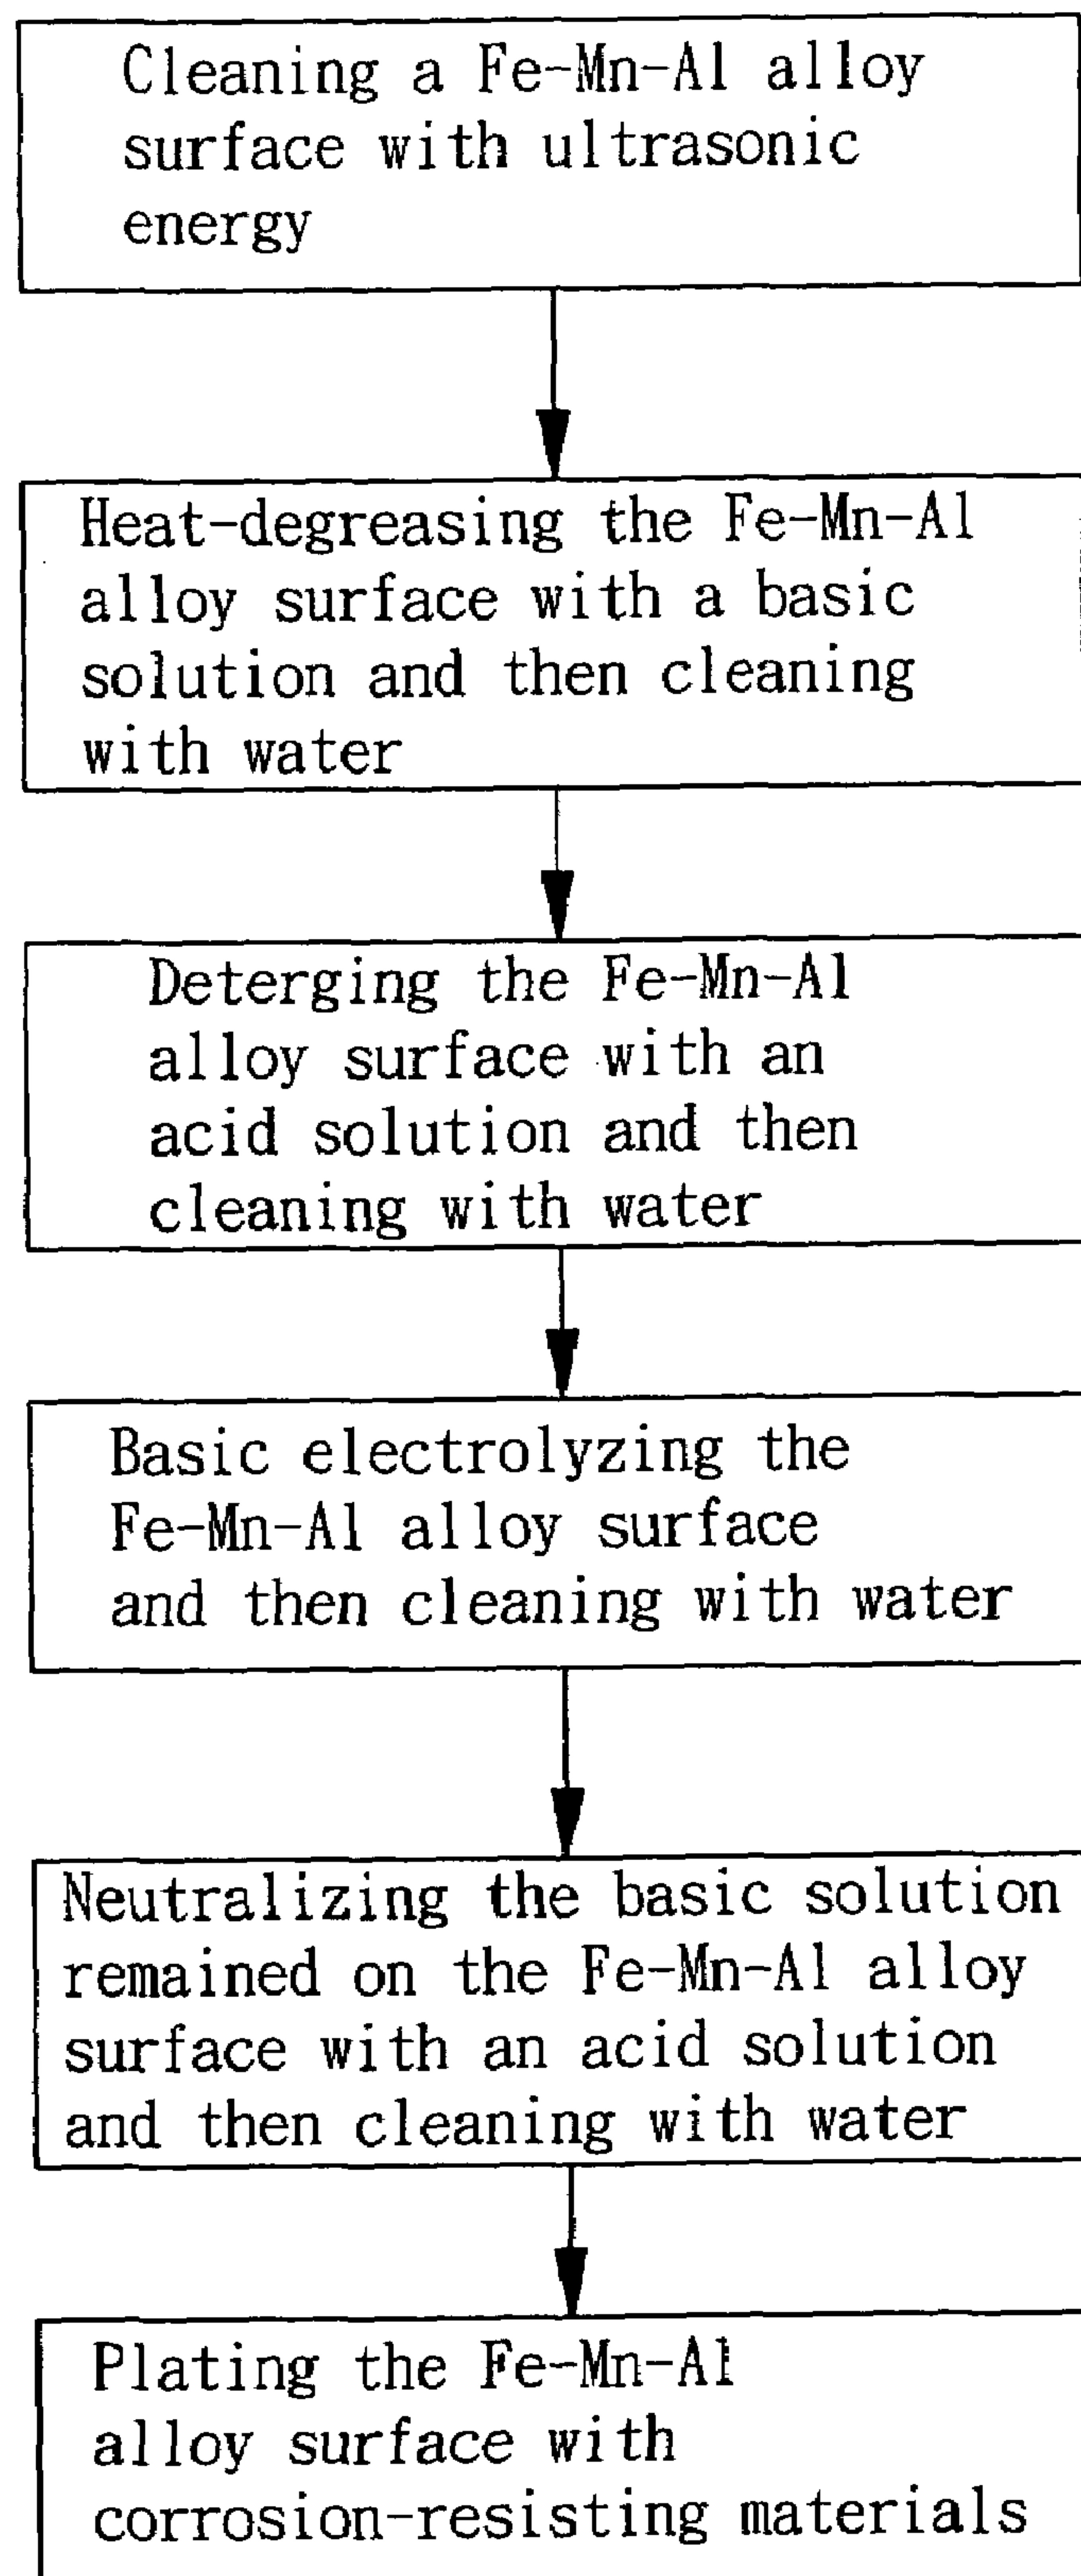 Cleaning a Fe-Mn-Al alloy
surface with ultrasonic
energy
Heat-degreasing the Fe-Mn-Al
alloy surface with a basic
solution and then cleaning
with water
Deterging the Fe-Mn-Al
alloy surface with an
acid solution and then
cleaning with water
Basic electrolyzing the
Fe-Mn-Al alloy surface
and then cleaning with water
Neutralizing the basic solution
remained on the Fe-Mn-Al alloy
surface with an acid solution
and then cleaning with water
Plating the Fe-Mn-Al
alloy surface with
corrosion-resisting materials